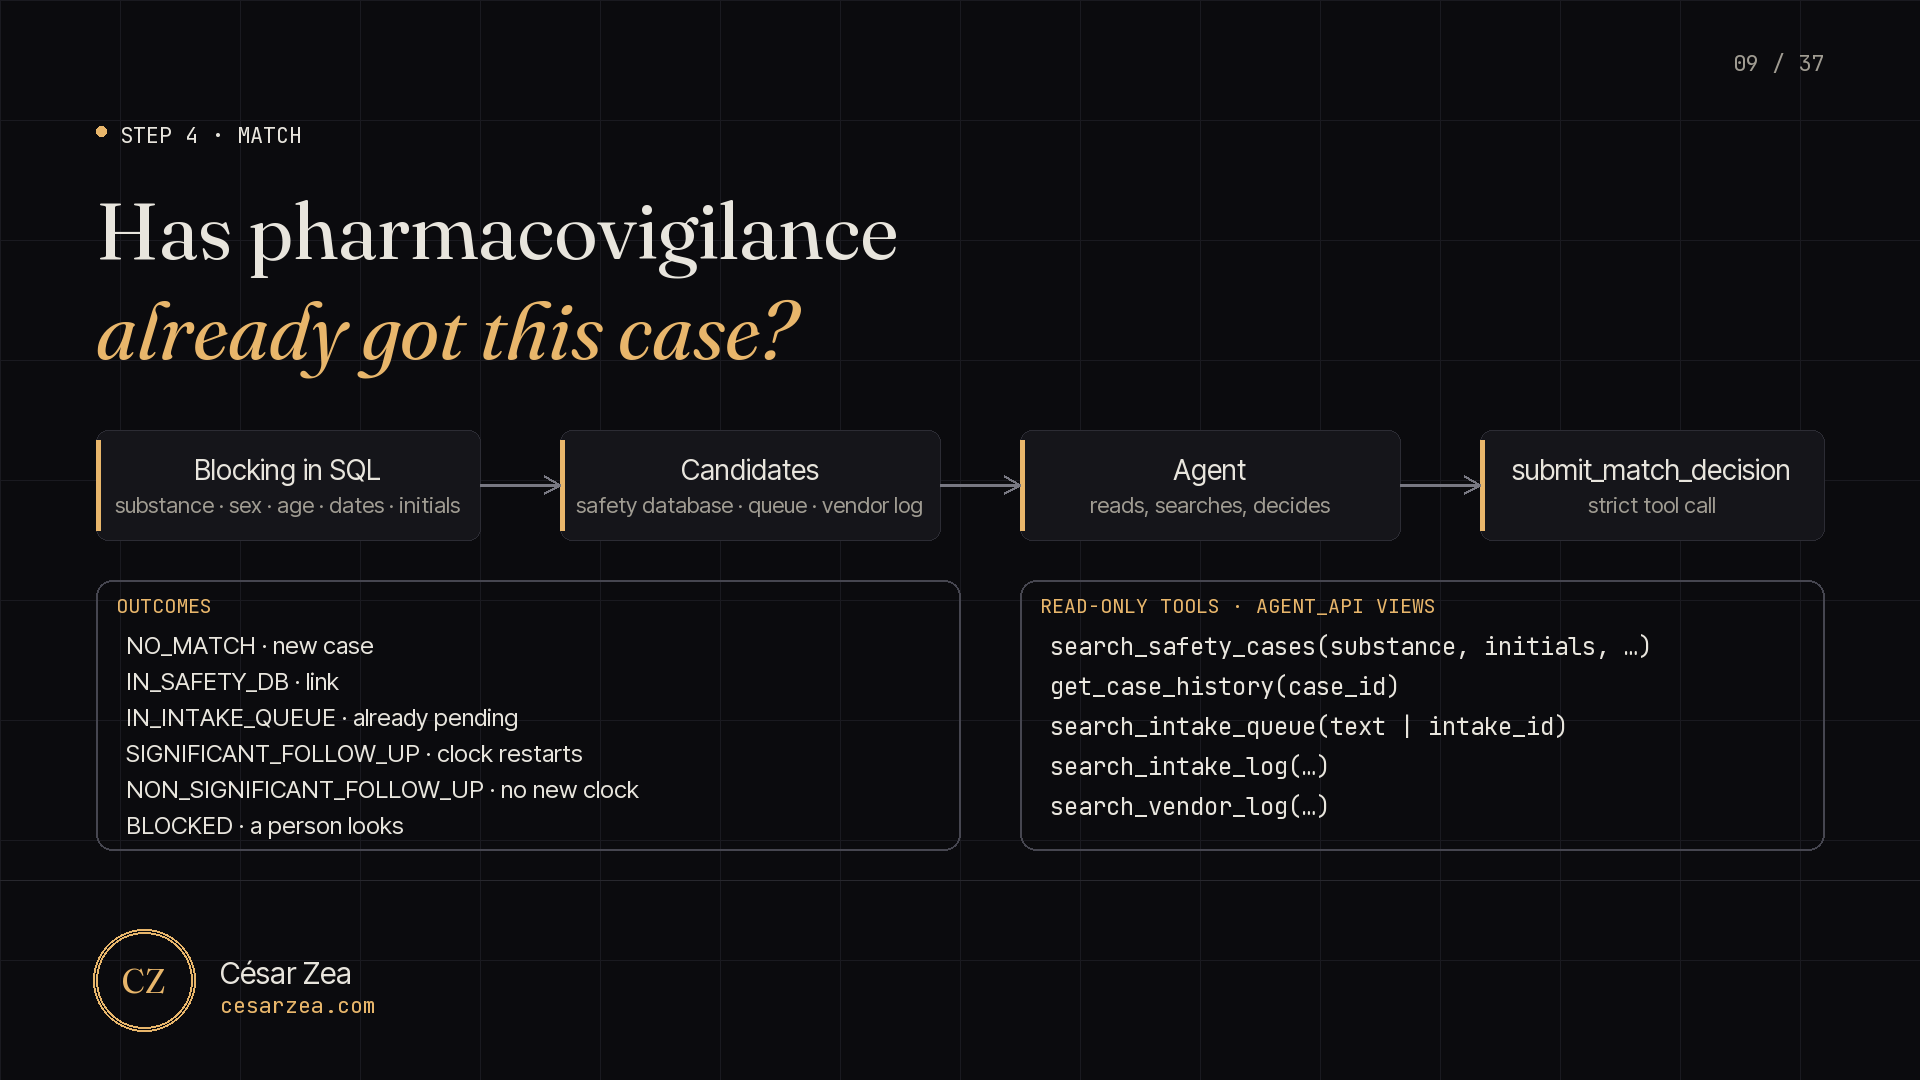 09 / 37
STEP 4 · MATCH
Has pharmacovigilance
already got this case?
Blocking in SQL
substance · sex · age · dates · initials
Candidates
safety database · queue · vendor log
Agent
reads, searches, decides
submit_match_decision
strict tool call
OUTCOMES
NO_MATCH · new case
IN_SAFETY_DB · link
IN_INTAKE_QUEUE · already pending
SIGNIFICANT_FOLLOW_UP · clock restarts
NON_SIGNIFICANT_FOLLOW_UP · no new clock
BLOCKED · a person looks
READ-ONLY TOOLS · AGENT_API VIEWS
search_safety_cases(substance, initials, …)
get_case_history(case_id)
search_intake_queue(text | intake_id)
search_intake_log(…)
search_vendor_log(…)
CZ
César Zea
cesarzea.com